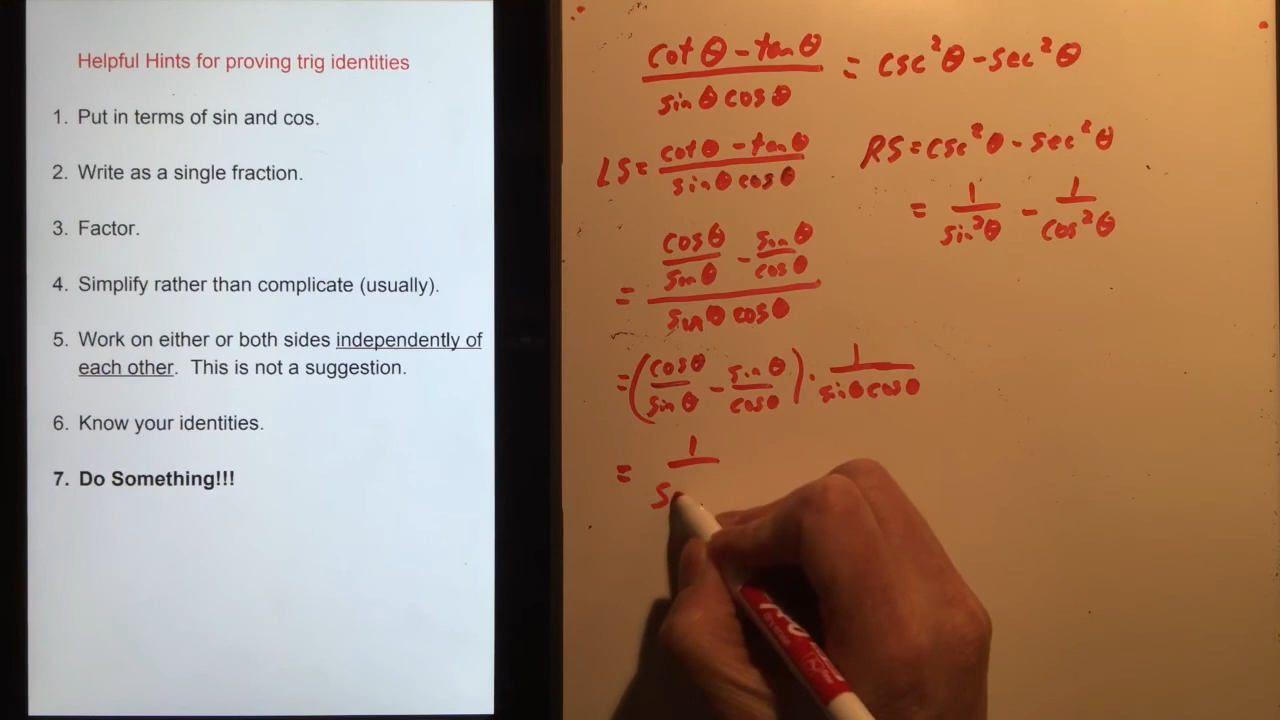 Helpful Hints for proving trig identities
1. Put in terms of sin and cos.
2. Write as a single fraction.
3. Factor.
4. Simplify rather than complicate (usually).
5. Work on either or both sides independently of
each other. This is not a suggestion.
6. Know your identities.
7. Do Something!!!
cot θ - tan θ
———
sin θ cos θ
= csc²θ - sec²θ
LS = cot θ - tan θ
———
sin θ cos θ
= cos θ / sin θ - sin θ / cos θ
———
sin θ cos θ
= (cos θ / sin θ - sin θ / cos θ) · 1 / sin θ cos θ
= 1
———
s
RS = csc²θ - sec²θ
= 1 / sin²θ - 1 / cos²θ